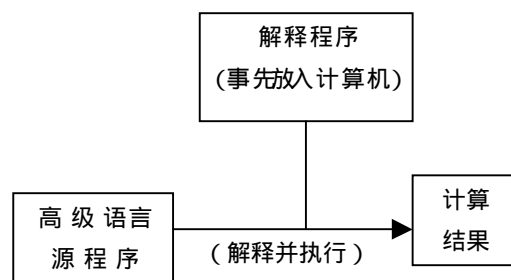 解释程序
(事先放入计算机)
高级语言
源程序
(解释并执行)
计算
结果